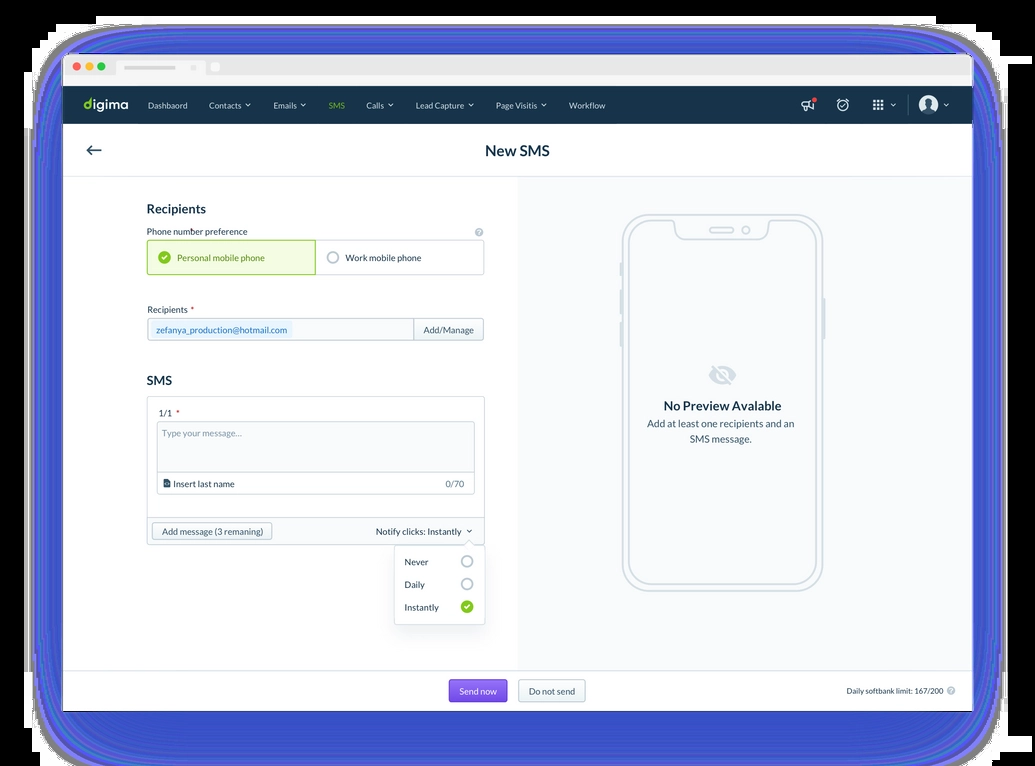 digima Dashbaord Contacts Emails SMS Calls Lead Capture Page Visitis Workflow
New SMS
Recipients
Phone number preference
Personal mobile phone Work mobile phone
Recipients *
zefanya_production@hotmail.com Add/Manage
SMS
1/1 *
Type your message...
Insert last name 0/70
Add message (3 remaning) Notify clicks: Instantly
Never
Daily
Instantly
No Preview Avalable
Add at least one recipients and an
SMS message.
Send now Do not send Daily softbank limit: 167/200